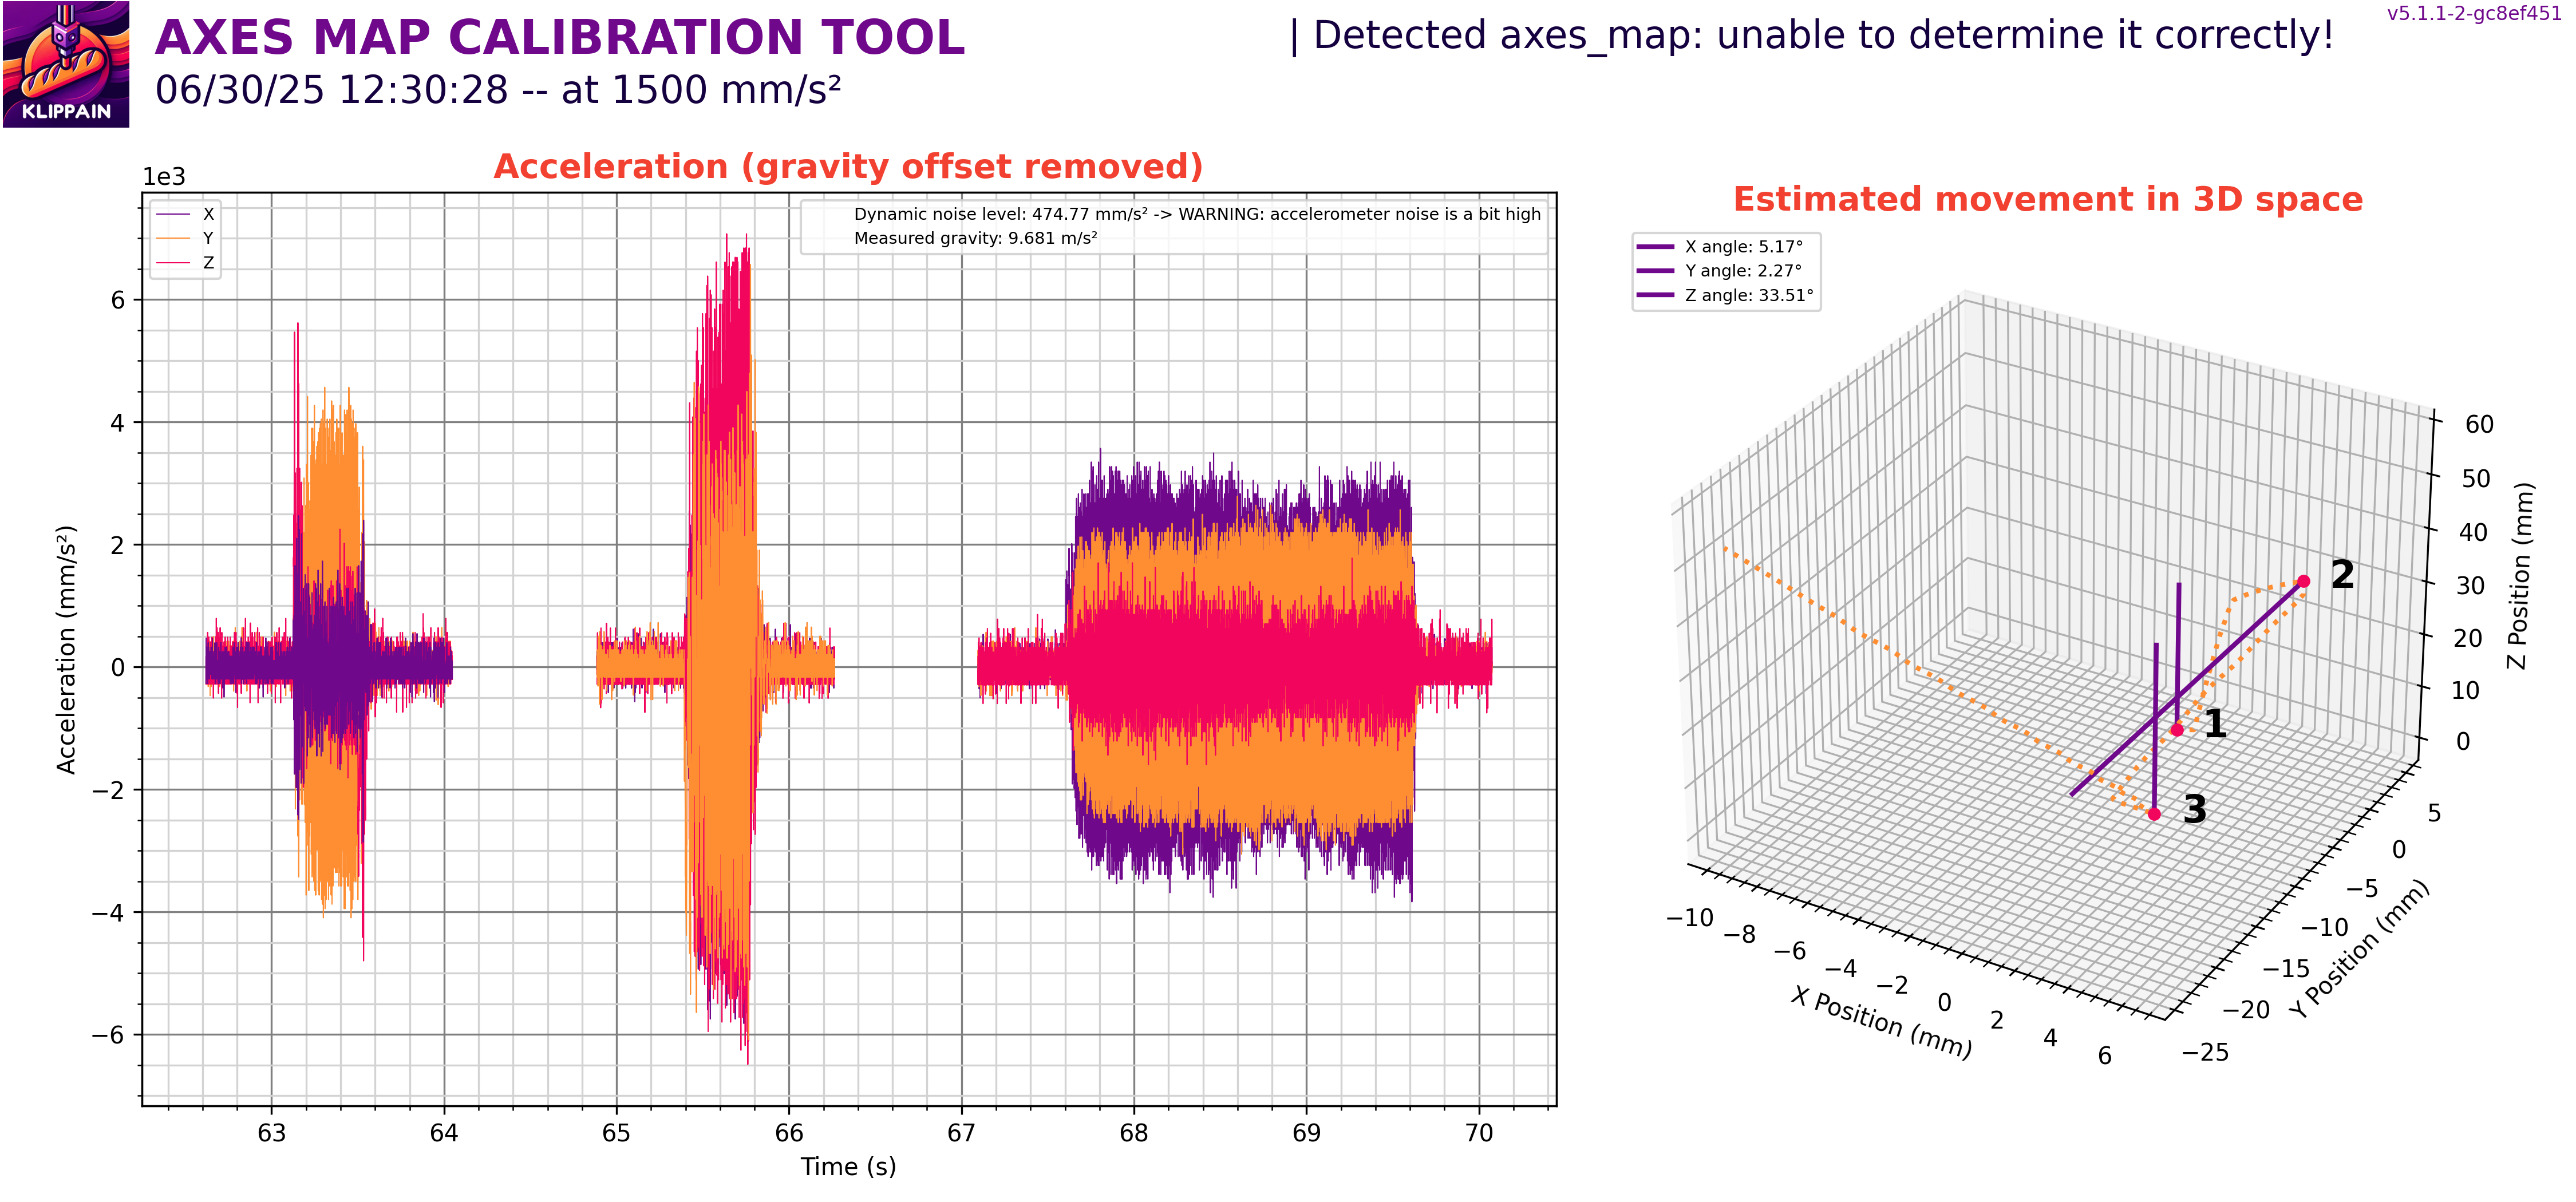 AXES MAP CALIBRATION TOOL
| Detected axes_map: unable to determine it correctly!
v5.1.1-2-gc8ef451
06/30/25 12:30:28 -- at 1500 mm/s²
KLIPPAIN
Acceleration (gravity offset removed)
1e3
X
Y
Z
Dynamic noise level: 474.77 mm/s² -> WARNING: accelerometer noise is a bit high
Measured gravity: 9.681 m/s²
6
4
2
0
−2
−4
−6
Acceleration (mm/s²)
63
64
65
66
67
68
69
70
Time (s)
Estimated movement in 3D space
X angle: 5.17°
Y angle: 2.27°
Z angle: 33.51°
60
50
40
30
20
10
0
Z Position (mm)
2
1
3
5
0
−5
−10
−15
−20
−25
Y Position (mm)
−10
−8
−6
−4
−2
0
2
4
6
X Position (mm)